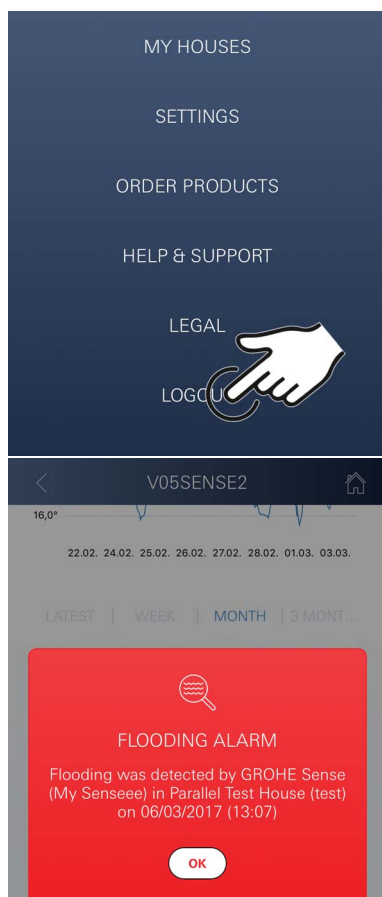 MY HOUSES
SETTINGS
ORDER PRODUCTS
HELP & SUPPORT
LEGAL
LOGOU
V05SENSE2
16,0°
22.02. 24.02. 25.02. 26.02. 27.02. 28.02. 01.03. 03.03.
LATEST | WEEK | MONTH | 3 MONT...
FLOODING ALARM
Flooding was detected by GROHE Sense
(My Senseee) in Parallel Test House (test)
on 06/03/2017 (13:07)
OK